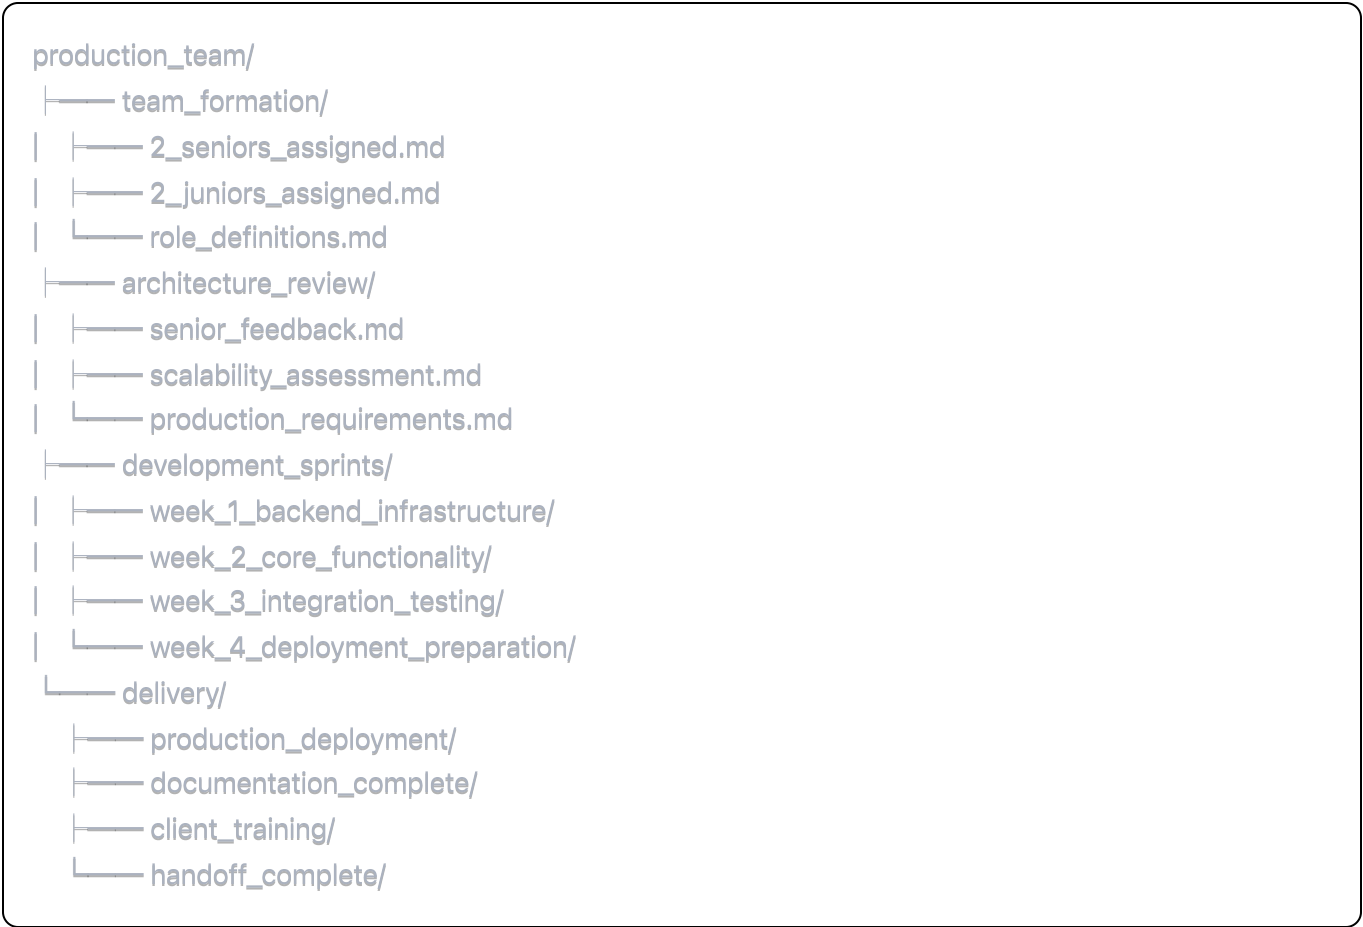 production_team/
├── team_formation/
│   ├── 2_seniors_assigned.md
│   ├── 2_juniors_assigned.md
│   └── role_definitions.md
├── architecture_review/
│   ├── senior_feedback.md
│   ├── scalability_assessment.md
│   └── production_requirements.md
├── development_sprints/
│   ├── week_1_backend_infrastructure/
│   ├── week_2_core_functionality/
│   ├── week_3_integration_testing/
│   └── week_4_deployment_preparation/
└── delivery/
    ├── production_deployment/
    ├── documentation_complete/
    ├── client_training/
    └── handoff_complete/